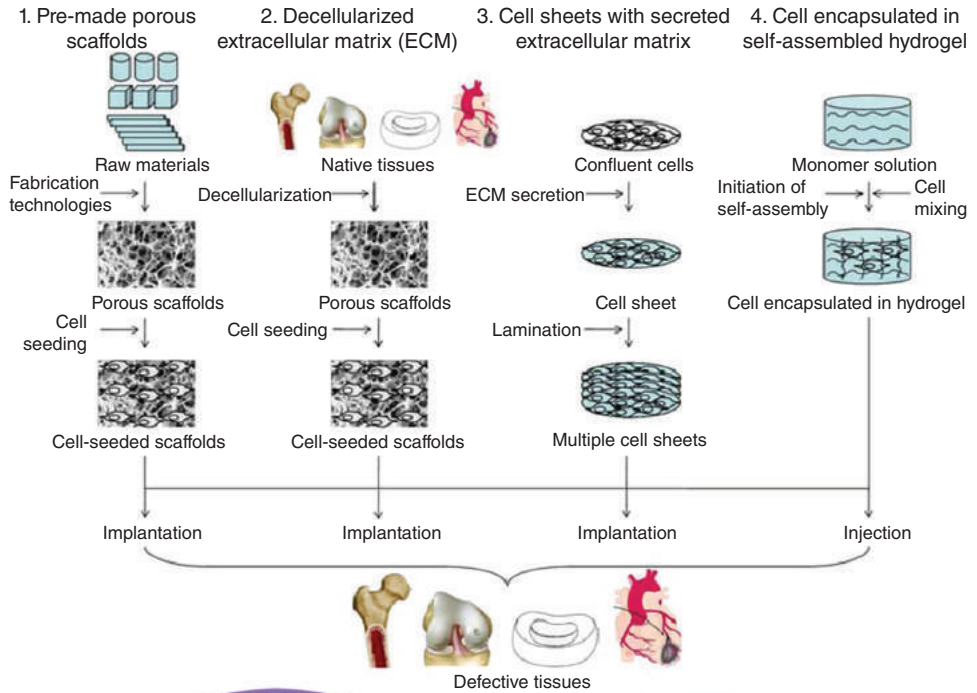 1. Pre-made porous
scaffolds
2. Decellularized
extracellular matrix (ECM)
3. Cell sheets with secreted
extracellular matrix
4. Cell encapsulated in
self-assembled hydrogel
Raw materials
Native tissues
Confluent cells
Monomer solution
Fabrication
technologies
Decellularization
ECM secretion
Initiation of
self-assembly
Cell
mixing
Porous scaffolds
Porous scaffolds
Cell sheet
Cell encapsulated in hydrogel
Cell
seeding
Cell seeding
Lamination
Cell-seeded scaffolds
Cell-seeded scaffolds
Multiple cell sheets
Implantation
Implantation
Implantation
Injection
Defective tissues